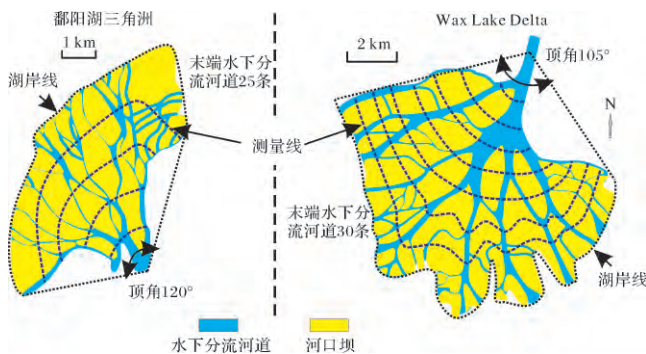 鄱阳湖三角洲
1 km
湖岸线
末端水下分
流河道25条
测量线
顶角120°
Wax Lake Delta
2 km
顶角105°
N
末端水下分
流河道30条
湖岸线
水下分流河道
河口坝